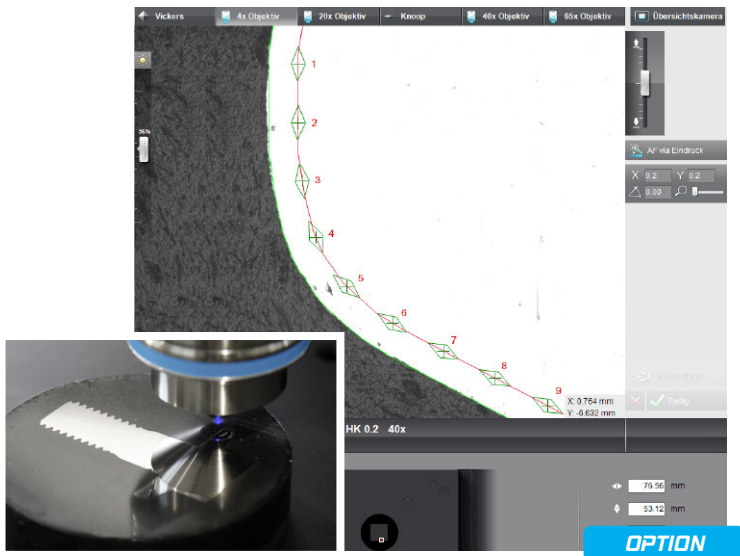 Vickers 4x Objektiv 20x Objektiv Knoop 40x Objektiv 65x Objektiv Übersichtskamera
1
36%
2
AF via Eindruck
3
X 0.2 Y 0.2
0.00
4
5
6
7
8
9
X: 0.764 mm
Y: -6.632 mm
Fertig
HK 0.2 40x
76.56 mm
53.12 mm
OPTION